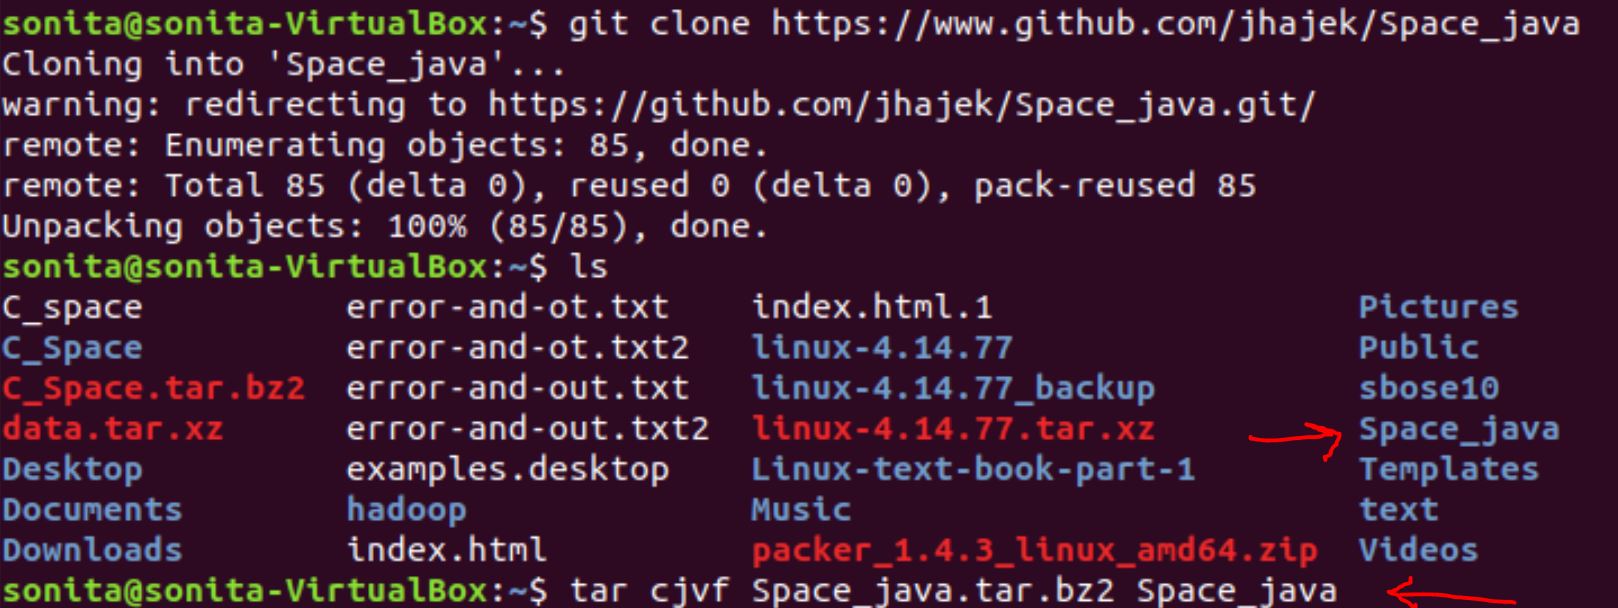 sonita@sonita-VirtualBox:~$ git clone https://www.github.com/jhajek/Space_java
Cloning into 'Space_java'...
warning: redirecting to https://github.com/jhajek/Space_java.git/
remote: Enumerating objects: 85, done.
remote: Total 85 (delta 0), reused 0 (delta 0), pack-reused 85
Unpacking objects: 100% (85/85), done.
sonita@sonita-VirtualBox:~$ ls
C_space error-and-ot.txt index.html.1 Pictures
C_Space error-and-ot.txt2 linux-4.14.77 Public
C_Space.tar.bz2 error-and-out.txt linux-4.14.77_backup sbose10
data.tar.xz error-and-out.txt2 linux-4.14.77.tar.xz Space_java
Desktop examples.desktop Linux-text-book-part-1 Templates
Documents hadoop Music text
Downloads index.html packer_1.4.3_linux_amd64.zip Videos
sonita@sonita-VirtualBox:~$ tar cjvf Space_java.tar.bz2 Space_java